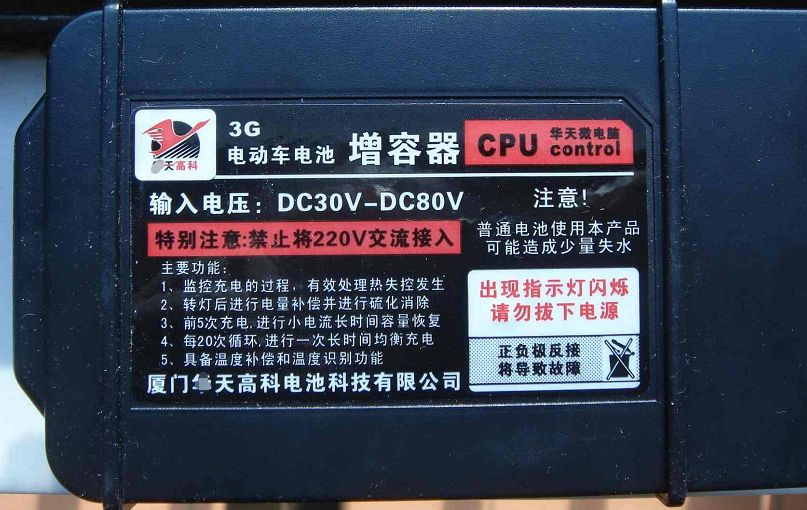 天高科
3G
电动车电池 增容器
CPU 华天微电脑
control
输入电压：DC30V-DC80V
特别注意:禁止将220V交流接入
注意!
普通电池使用本产品
可能造成少量失水
主要功能:
1、监控充电的过程，有效处理热失控发生
2、转灯后进行电量补偿并进行硫化消除
3、前5次充电,进行小电流长时间容量恢复
4、每20次循环,进行一次长时间均衡充电
5、具备温度补偿和温度识别功能
厦门天高科电池科技有限公司
出现指示灯闪烁
请勿拔下电源
正负极反接
将导致故障